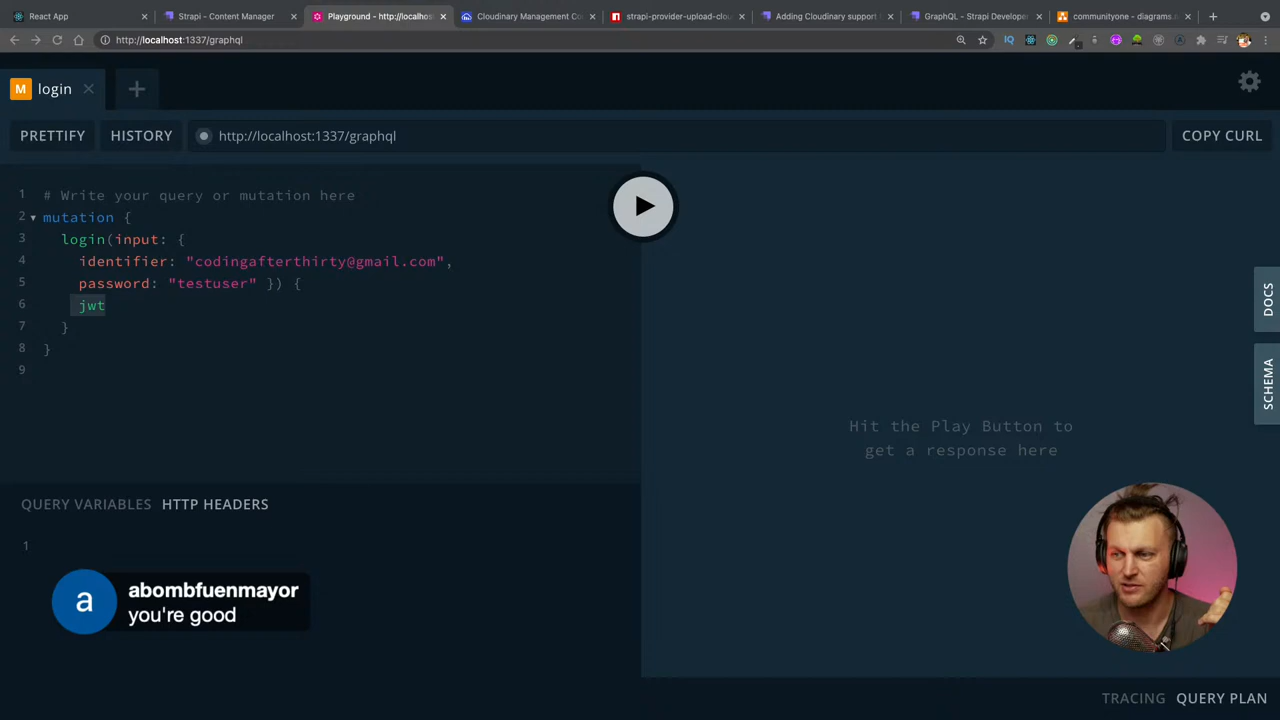 React App
Strapi - Content Manager
Playground - http://localhos
Cloudinary Management Co
strapi-provider-upload-clou
Adding Cloudinary support
GraphQL - Strapi Develope
communityone - diagrams.n
http://localhost:1337/graphql
IQ
M login
PRETTIFY
HISTORY
http://localhost:1337/graphql
COPY CURL
1 # Write your query or mutation here
2 mutation {
3 login(input: {
4 identifier: "codingafterthirty@gmail.com",
5 password: "testuser" }) {
6 jwt
7 }
8 }
9
Hit the Play Button to
get a response here
DOCS
SCHEMA
QUERY VARIABLES HTTP HEADERS
1
a
abombfuenmayor
you're good
TRACING QUERY PLAN